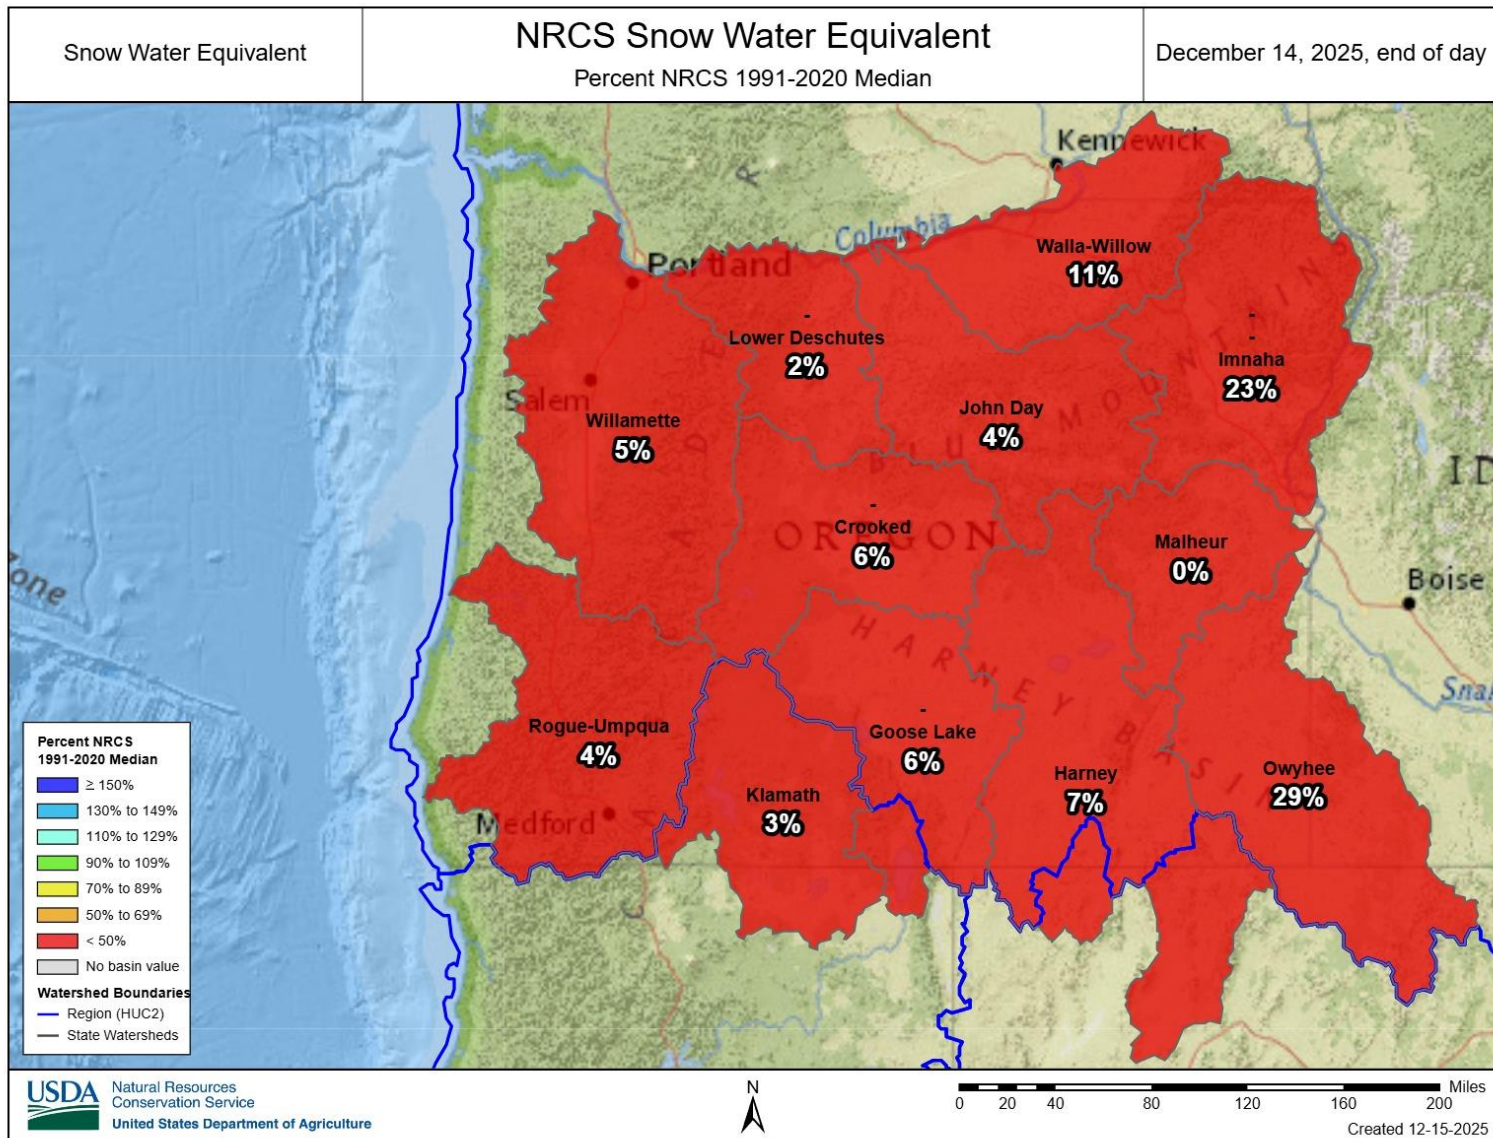 Snow Water Equivalent
NRCS Snow Water Equivalent
Percent NRCS 1991-2020 Median
December 14, 2025, end of day
Kennewick
Columbia
Portland
Walla-Willow
11%
-
Lower Deschutes
2%
-
-
Imnaha
23%
Salem
Willamette
5%
John Day
4%
BLUE MOUNTAINS
CASCADE R
ID
-
Crooked
6%
OREGON
Malheur
0%
Boise
zone
HARNEY BASIN
Snak
Rogue-Umpqua
4%
-
Goose Lake
6%
Klamath
3%
Harney
7%
Owyhee
29%
Medford
Percent NRCS
1991-2020 Median
≥ 150%
130% to 149%
110% to 129%
90% to 109%
70% to 89%
50% to 69%
< 50%
No basin value
Watershed Boundaries
Region (HUC2)
State Watersheds
USDA
Natural Resources
Conservation Service
United States Department of Agriculture
N
Miles
0 20 40 80 120 160 200
Created 12-15-2025